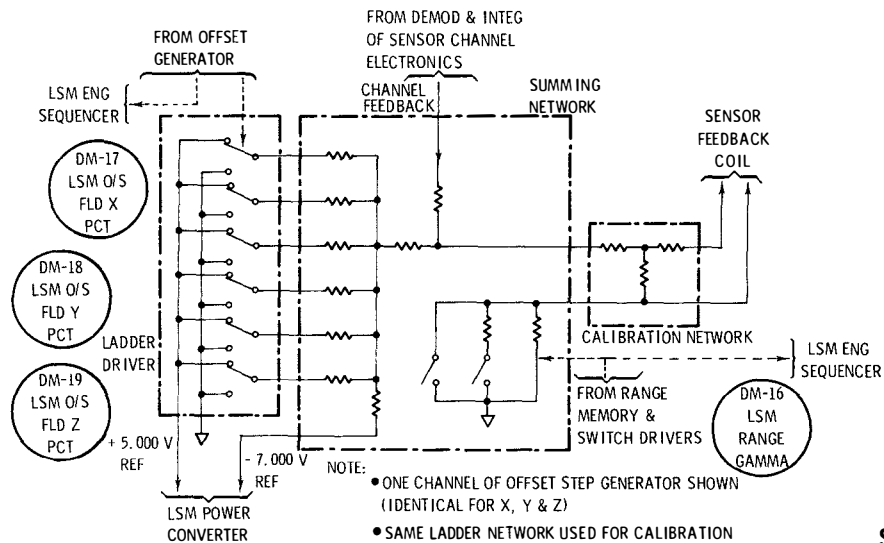 FROM OFFSET
GENERATOR
FROM DEMOD & INTEG
OF SENSOR CHANNEL
ELECTRONICS
CHANNEL
FEEDBACK
SUMMING
NETWORK
LSM ENG
SEQUENCER
SENSOR
FEEDBACK
COIL
DM-17
LSM O/S
FLD X
PCT
DM-18
LSM O/S
FLD Y
PCT
LADDER
DRIVER
DM-19
LSM O/S
FLD Z
PCT
CALIBRATION NETWORK
LSM ENG
SEQUENCER
FROM RANGE
MEMORY &
SWITCH DRIVERS
DM-16
LSM
RANGE
GAMMA
+ 5.000 V
REF
- 7.000 V
REF
LSM POWER
CONVERTER
NOTE:
• ONE CHANNEL OF OFFSET STEP GENERATOR SHOWN
(IDENTICAL FOR X, Y & Z)
• SAME LADDER NETWORK USED FOR CALIBRATION